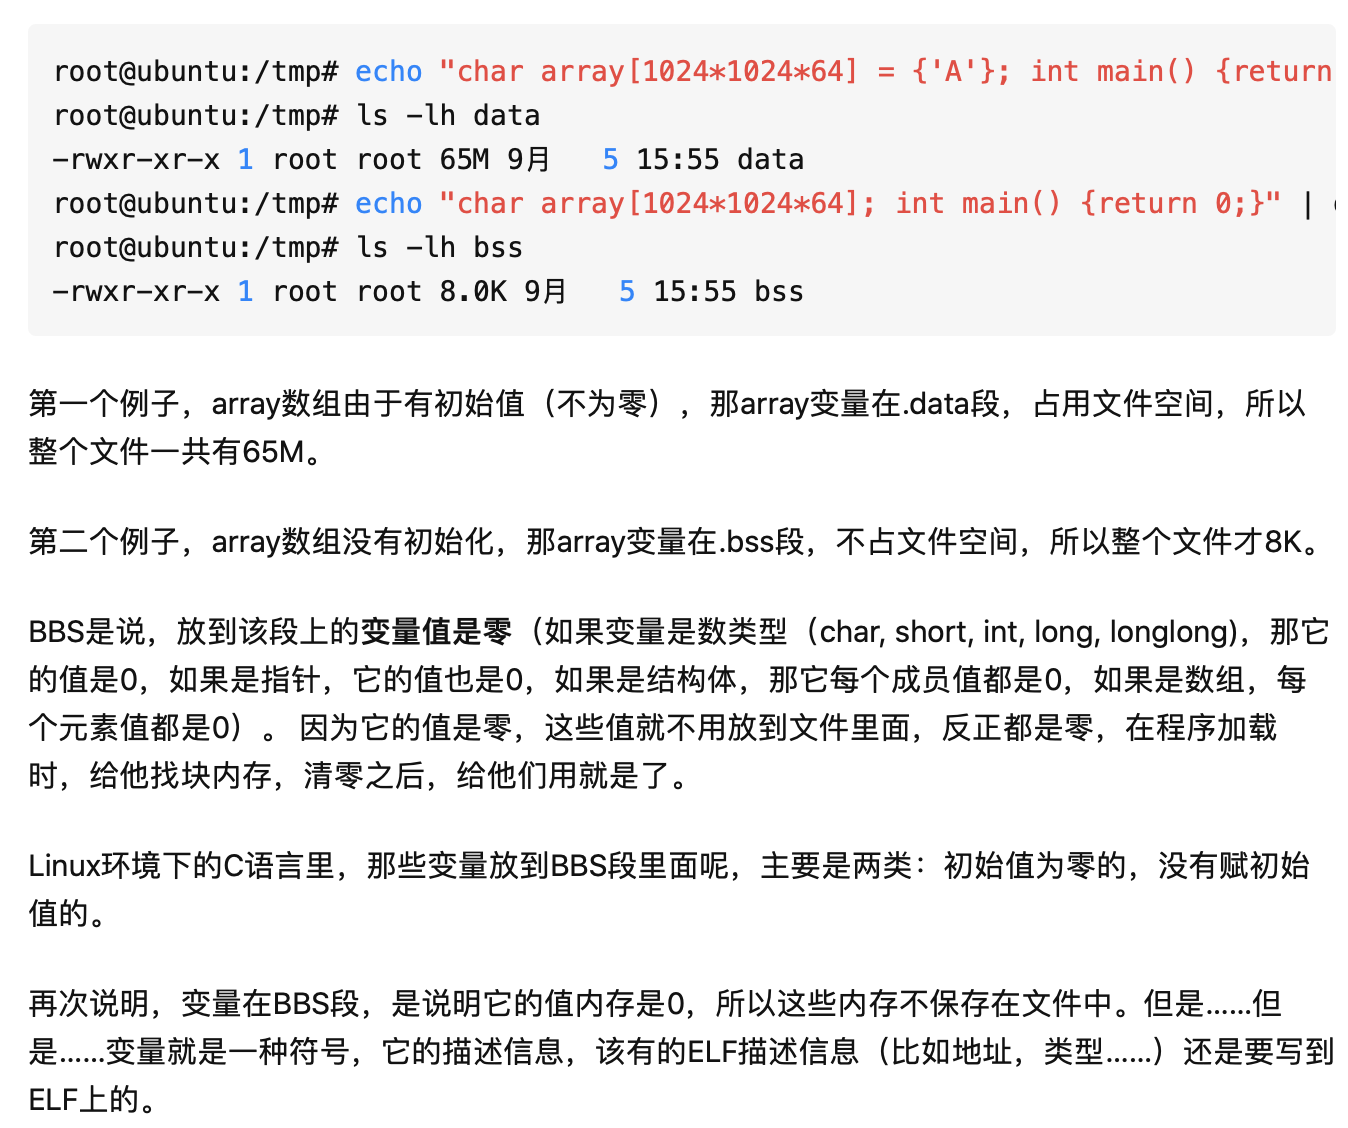 root@ubuntu:/tmp# echo "char array[1024*1024*64] = {'A'}; int main() {return
root@ubuntu:/tmp# ls -lh data
-rwxr-xr-x 1 root root 65M 9月   5 15:55 data
root@ubuntu:/tmp# echo "char array[1024*1024*64]; int main() {return 0;}" |
root@ubuntu:/tmp# ls -lh bss
-rwxr-xr-x 1 root root 8.0K 9月   5 15:55 bss
第一个例子，array数组由于有初始值（不为零），那array变量在.data段，占用文件空间，所以
整个文件一共有65M。
第二个例子，array数组没有初始化，那array变量在.bss段，不占文件空间，所以整个文件才8K。
BBS是说，放到该段上的变量值是零（如果变量是数类型（char, short, int, long, longlong)，那它
的值是0，如果是指针，它的值也是0，如果是结构体，那它每个成员值都是0，如果是数组，每
个元素值都是0）。 因为它的值是零，这些值就不用放到文件里面，反正都是零，在程序加载
时，给他找块内存，清零之后，给他们用就是了。
Linux环境下的C语言里，那些变量放到BBS段里面呢，主要是两类：初始值为零的，没有赋初始
值的。
再次说明，变量在BBS段，是说明它的值内存是0，所以这些内存不保存在文件中。但是……但
是……变量就是一种符号，它的描述信息，该有的ELF描述信息（比如地址，类型……）还是要写到
ELF上的。